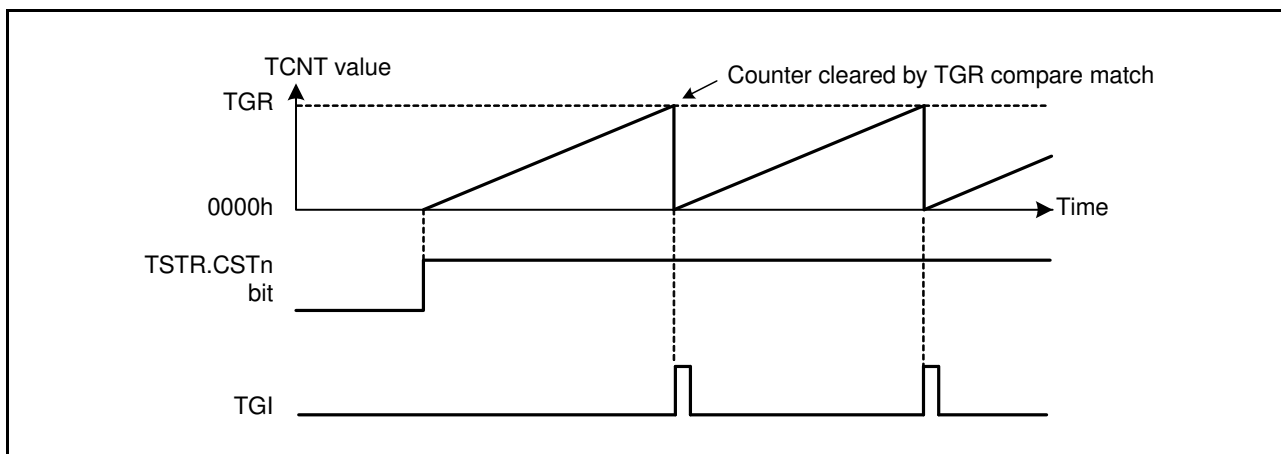 TCNT value
Counter cleared by TGR compare match
TGR
0000h
Time
TSTR.CSTn
bit
TGI